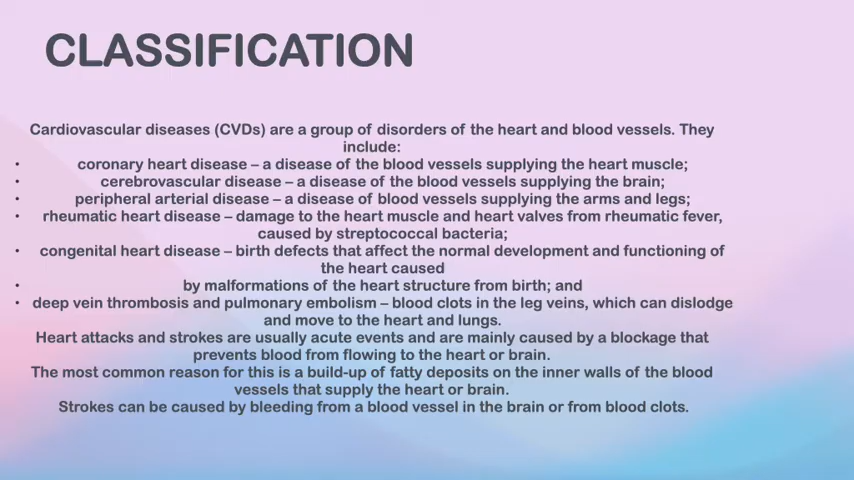 CLASSIFICATION
Cardiovascular diseases (CVDs) are a group of disorders of the heart and blood vessels. They
include:
• coronary heart disease – a disease of the blood vessels supplying the heart muscle;
• cerebrovascular disease – a disease of the blood vessels supplying the brain;
• peripheral arterial disease – a disease of blood vessels supplying the arms and legs;
• rheumatic heart disease – damage to the heart muscle and heart valves from rheumatic fever,
caused by streptococcal bacteria;
• congenital heart disease – birth defects that affect the normal development and functioning of
the heart caused
• by malformations of the heart structure from birth; and
• deep vein thrombosis and pulmonary embolism – blood clots in the leg veins, which can dislodge
and move to the heart and lungs.
Heart attacks and strokes are usually acute events and are mainly caused by a blockage that
prevents blood from flowing to the heart or brain.
The most common reason for this is a build-up of fatty deposits on the inner walls of the blood
vessels that supply the heart or brain.
Strokes can be caused by bleeding from a blood vessel in the brain or from blood clots.